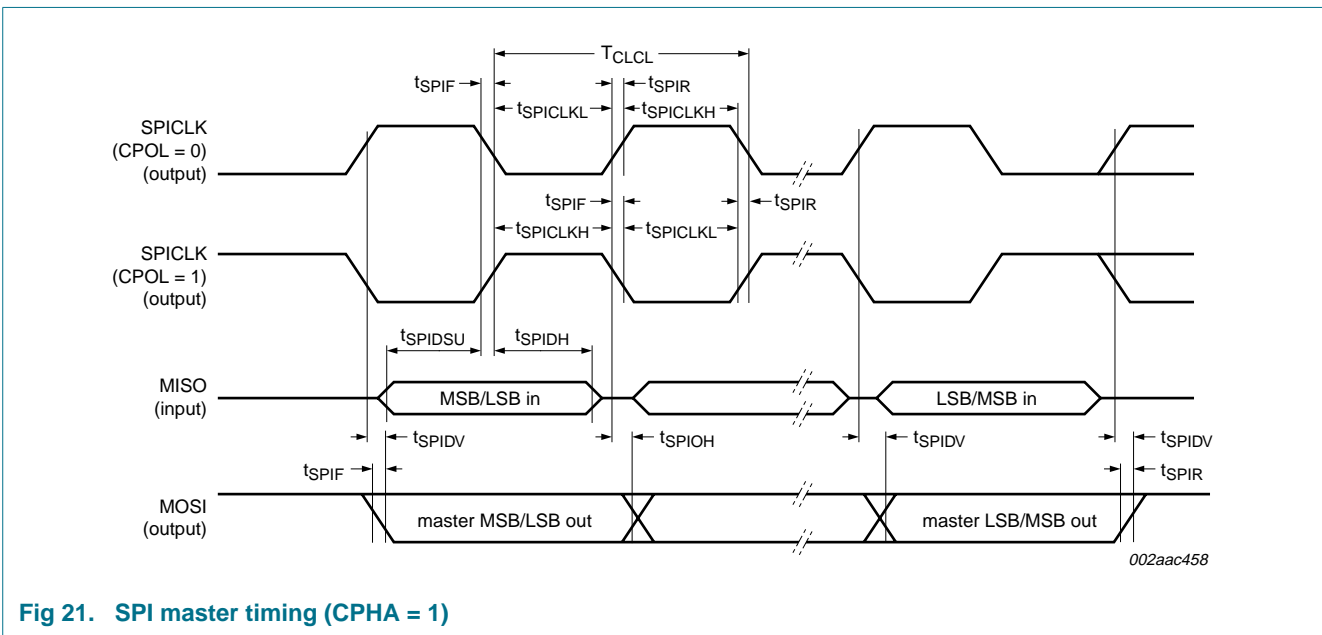 TCLCL
tSPIF
tSPIR
tSPICLKL
tSPICLKH
SPICLK
(CPOL = 0)
(output)
tSPIF
tSPIR
tSPICLKH
tSPICLKL
SPICLK
(CPOL = 1)
(output)
tSPIDSU
tSPIDH
MISO
(input)
MSB/LSB in
LSB/MSB in
tSPIDV
tSPIOH
tSPIDV
tSPIDV
tSPIF
tSPIR
MOSI
(output)
master MSB/LSB out
master LSB/MSB out
002aac458
Fig 21. SPI master timing (CPHA = 1)